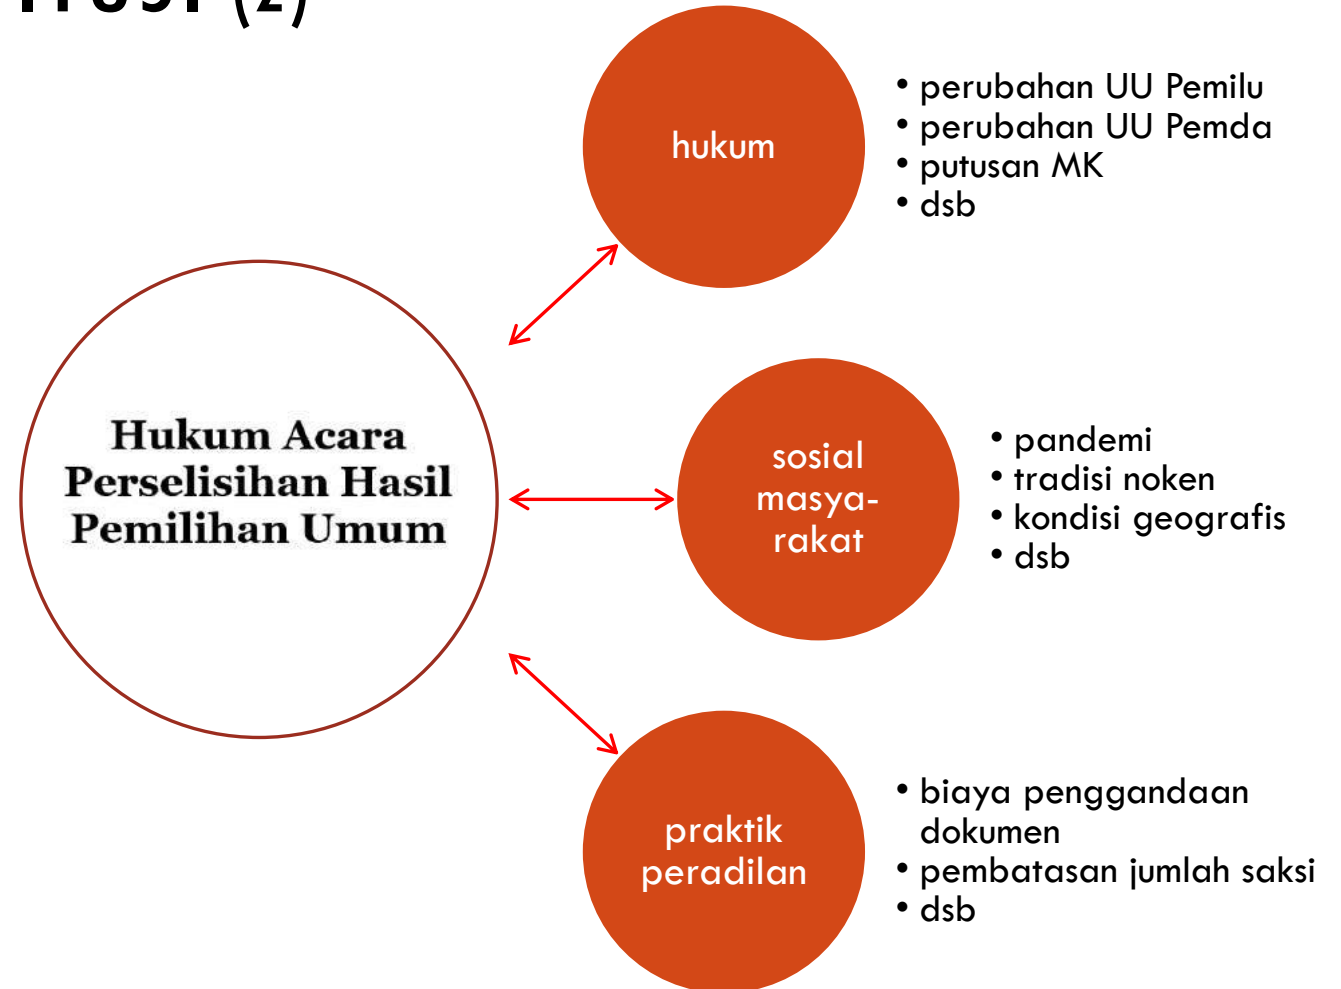 (2)
hukum
• perubahan UU Pemilu
• perubahan UU Pemda
• putusan MK
• dsb
Hukum Acara
Perselisihan Hasil
Pemilihan Umum
sosial
masya-
rakat
• pandemi
• tradisi noken
• kondisi geografis
• dsb
praktik
peradilan
• biaya penggandaan
dokumen
• pembatasan jumlah saksi
• dsb